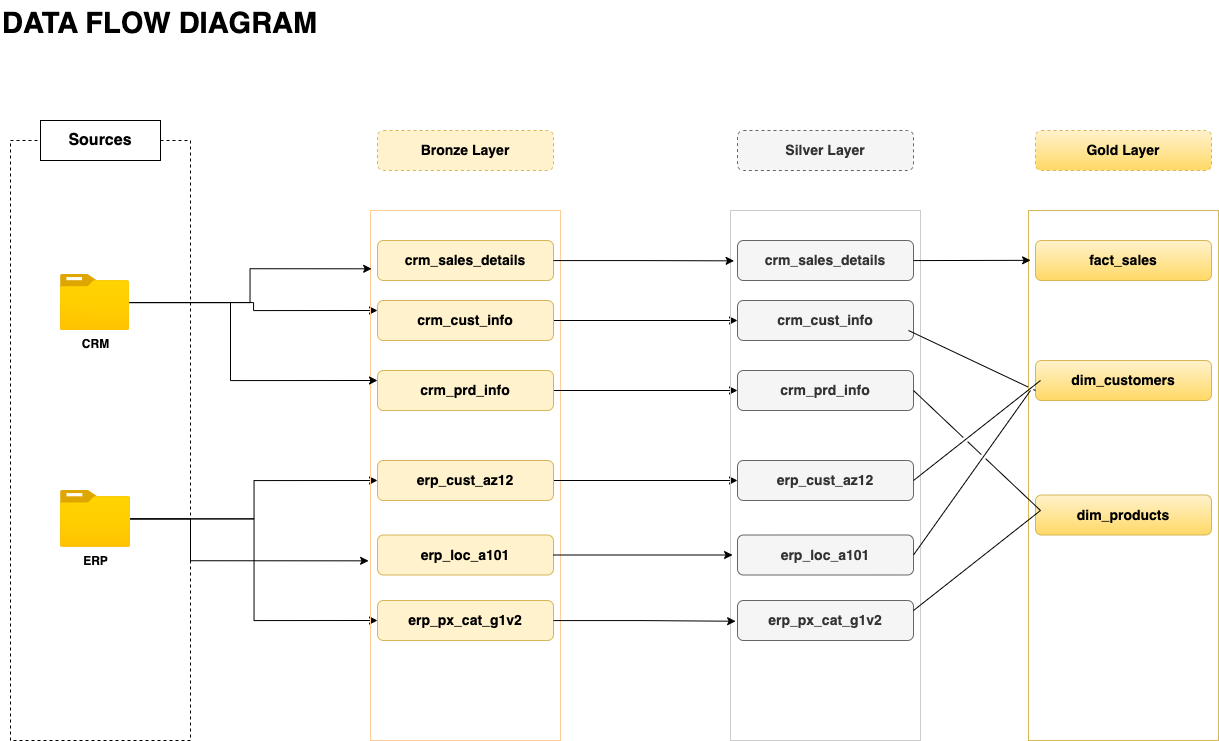 DATA FLOW DIAGRAM
Sources
Bronze Layer
Silver Layer
Gold Layer
crm_sales_details
crm_sales_details
fact_sales
CRM
crm_cust_info
crm_cust_info
crm_prd_info
crm_prd_info
dim_customers
ERP
erp_cust_az12
erp_cust_az12
dim_products
erp_loc_a101
erp_loc_a101
erp_px_cat_g1v2
erp_px_cat_g1v2